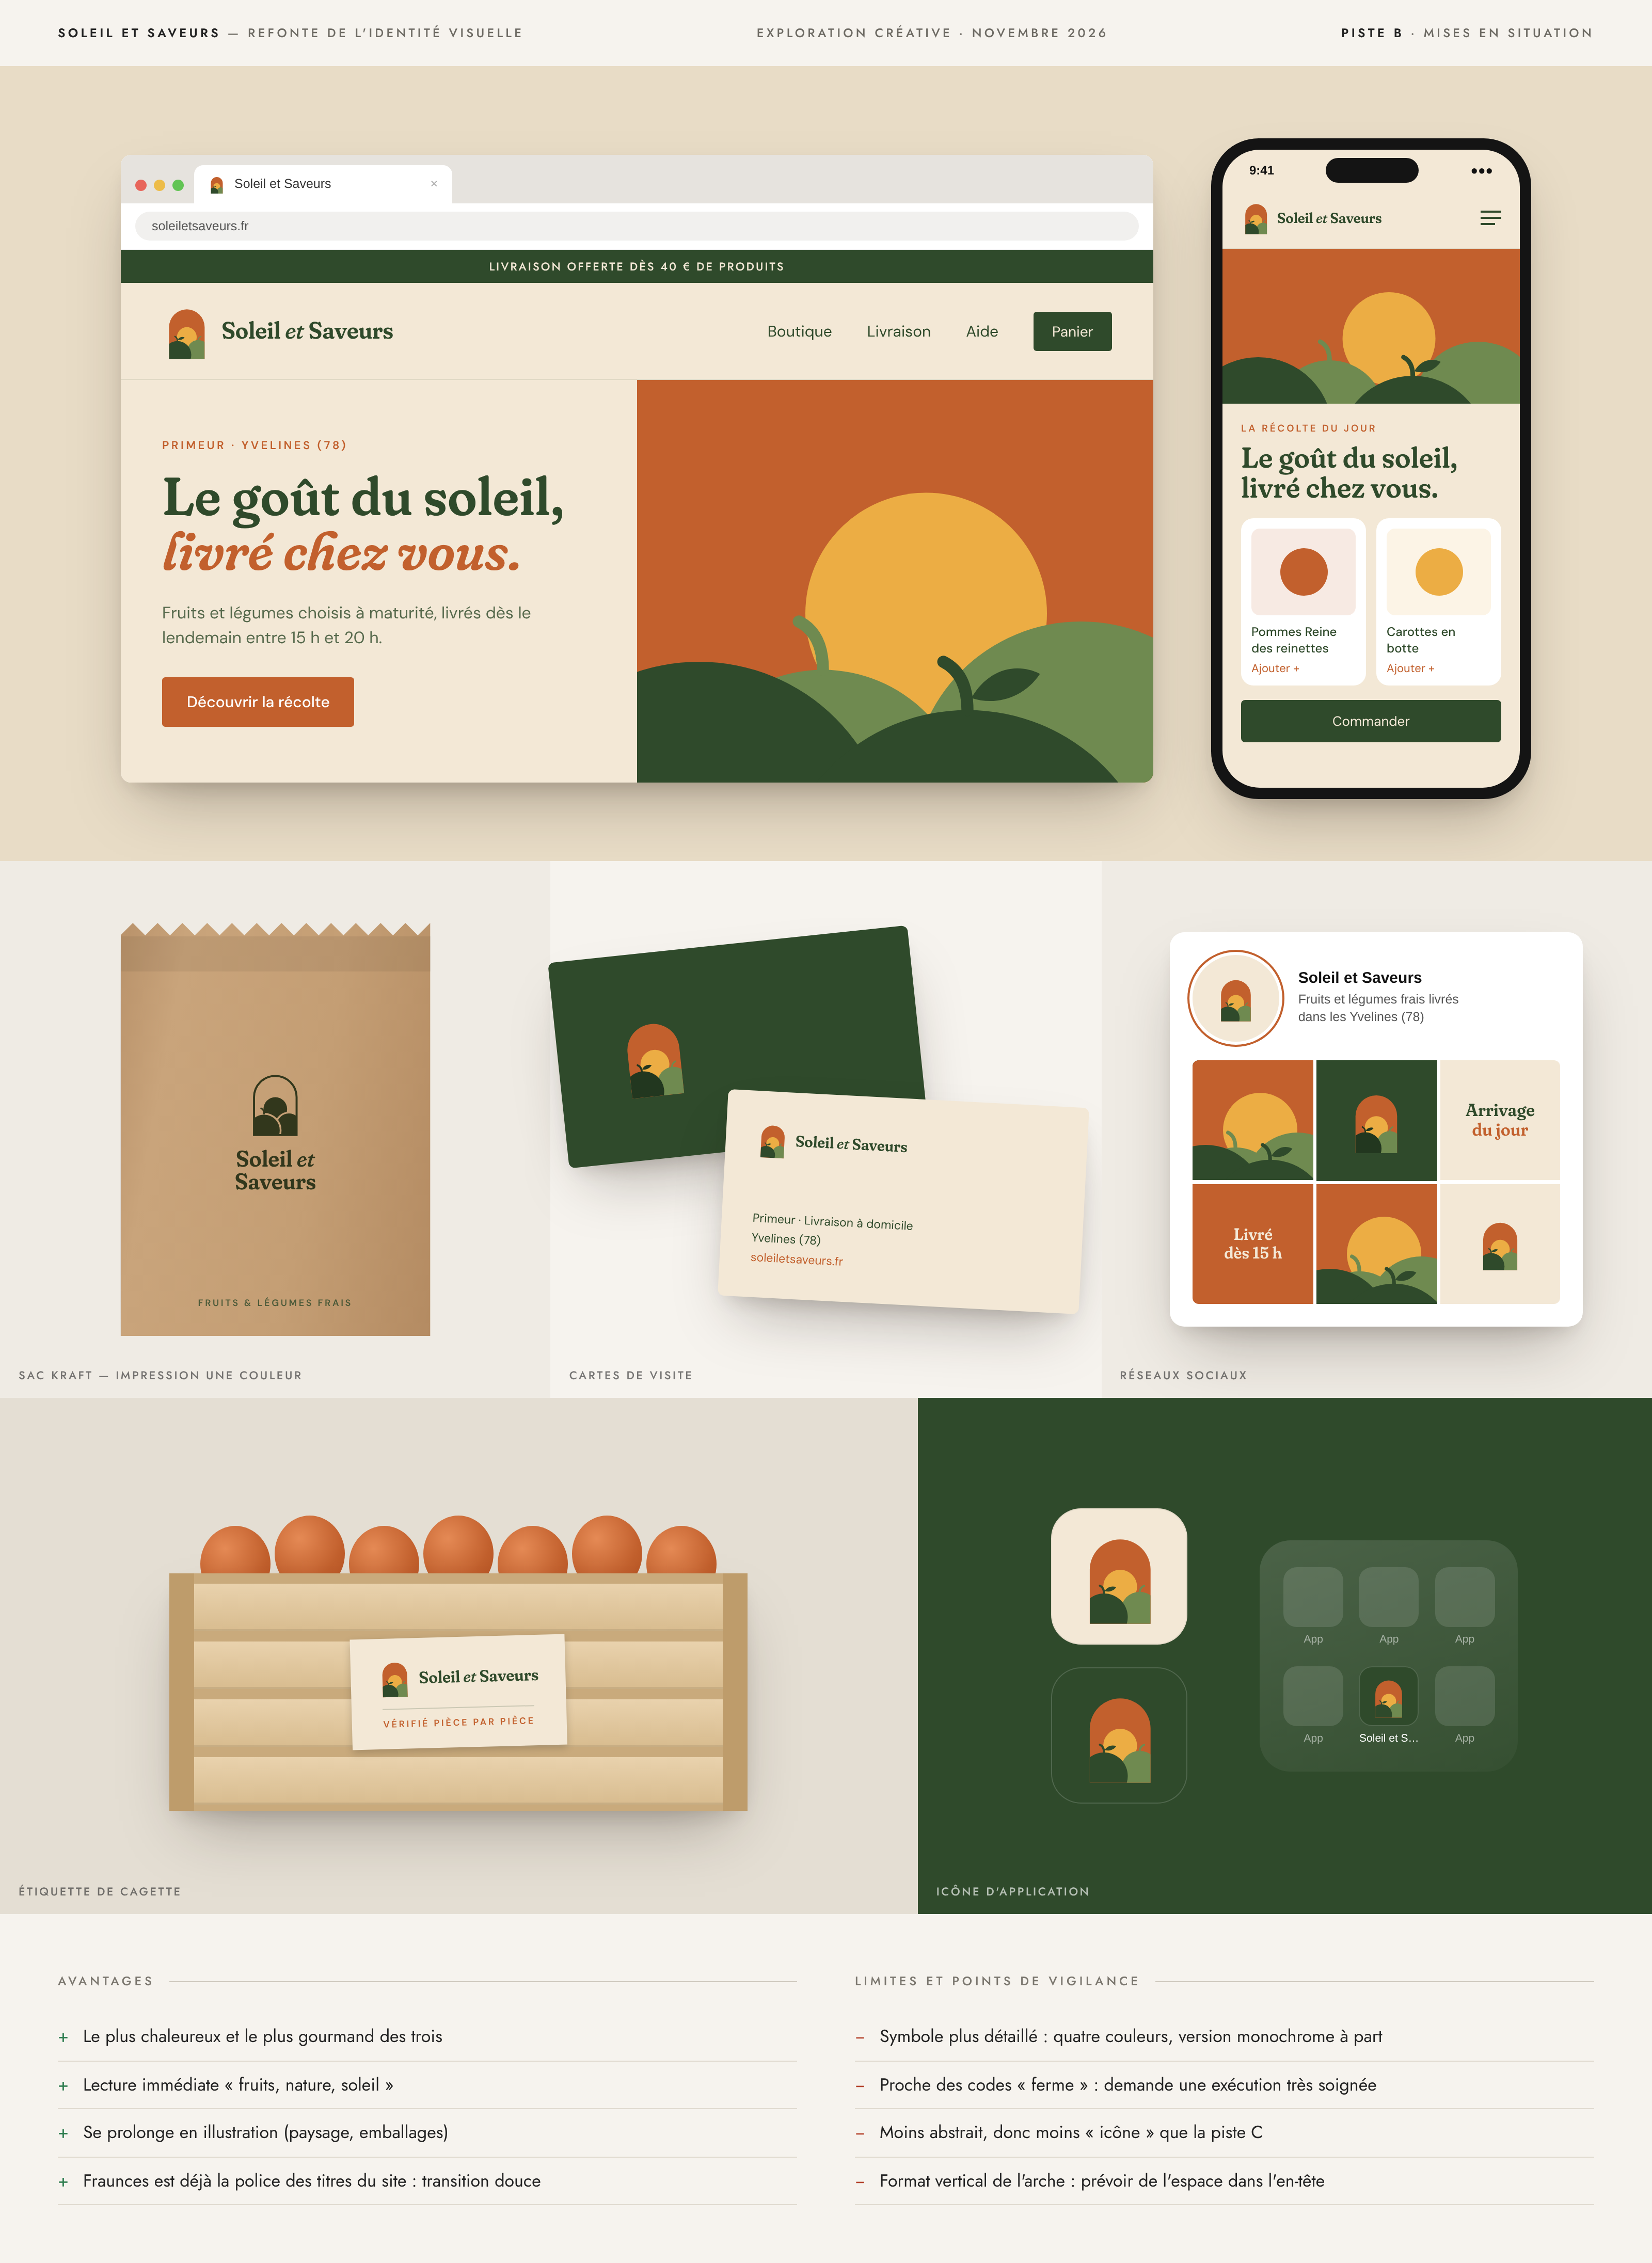 SOLEIL ET SAVEURS — REFONTE DE L'IDENTITÉ VISUELLE
EXPLORATION CRÉATIVE · NOVEMBRE 2026
PISTE B · MISES EN SITUATION
Soleil et Saveurs ×
soleiletsaveurs.fr
LIVRAISON OFFERTE DÈS 40 € DE PRODUITS
Soleil et Saveurs
Boutique Livraison Aide Panier
PRIMEUR · YVELINES (78)
Le goût du soleil,
livré chez vous.
Fruits et légumes choisis à maturité, livrés dès le
lendemain entre 15 h et 20 h.
Découvrir la récolte
9:41
Soleil et Saveurs
LA RÉCOLTE DU JOUR
Le goût du soleil,
livré chez vous.
Pommes Reine
des reinettes
Ajouter +
Carottes en
botte
Ajouter +
Commander
Soleil et
Saveurs
FRUITS & LÉGUMES FRAIS
SAC KRAFT — IMPRESSION UNE COULEUR
Soleil et Saveurs
Primeur · Livraison à domicile
Yvelines (78)
soleiletsaveurs.fr
CARTES DE VISITE
Soleil et Saveurs
Fruits et légumes frais livrés
dans les Yvelines (78)
Arrivage
du jour
Livré
dès 15 h
RÉSEAUX SOCIAUX
Soleil et Saveurs
VÉRIFIÉ PIÈCE PAR PIÈCE
ÉTIQUETTE DE CAGETTE
App App App
App Soleil et S... App
ICÔNE D'APPLICATION
AVANTAGES
+ Le plus chaleureux et le plus gourmand des trois
+ Lecture immédiate « fruits, nature, soleil »
+ Se prolonge en illustration (paysage, emballages)
+ Fraunces est déjà la police des titres du site : transition douce
LIMITES ET POINTS DE VIGILANCE
– Symbole plus détaillé : quatre couleurs, version monochrome à part
– Proche des codes « ferme » : demande une exécution très soignée
– Moins abstrait, donc moins « icône » que la piste C
– Format vertical de l'arche : prévoir de l'espace dans l'en-tête